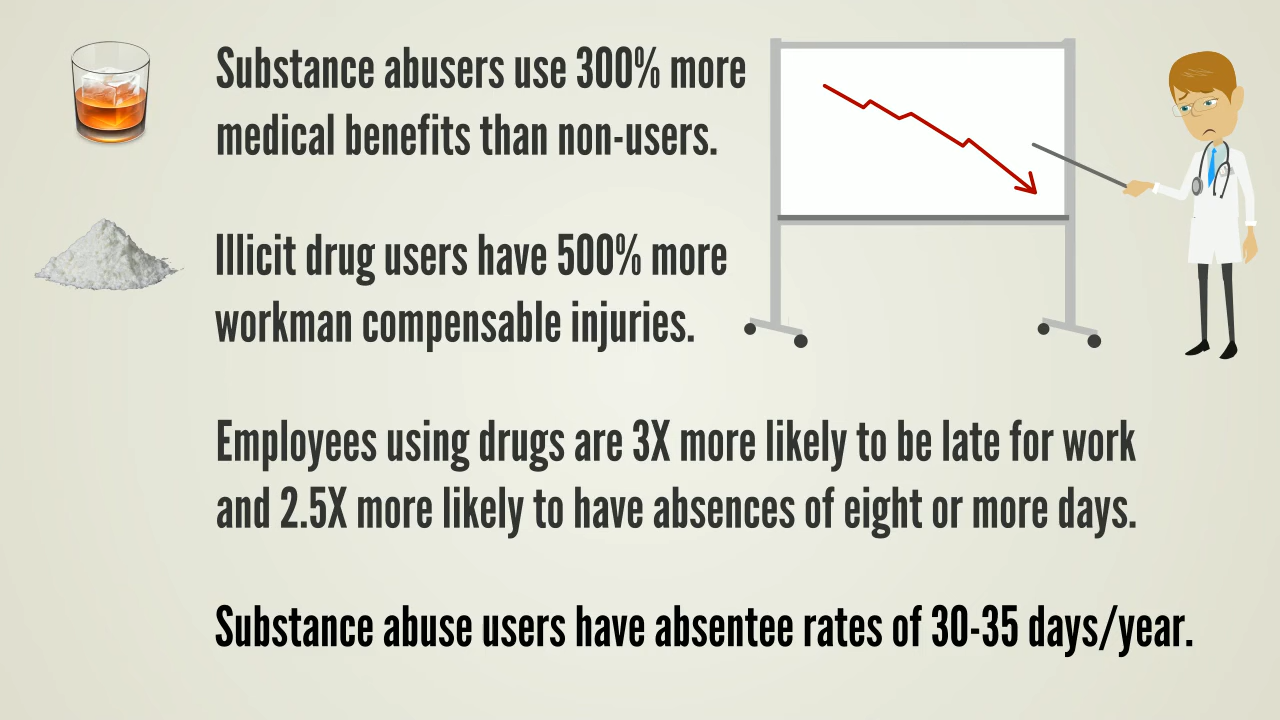 Substance abusers use 300% more
medical benefits than non-users.
Illicit drug users have 500% more
workman compensable injuries.
Employees using drugs are 3X more likely to be late for work
and 2.5X more likely to have absences of eight or more days.
Substance abuse users have absentee rates of 30-35 days/year.